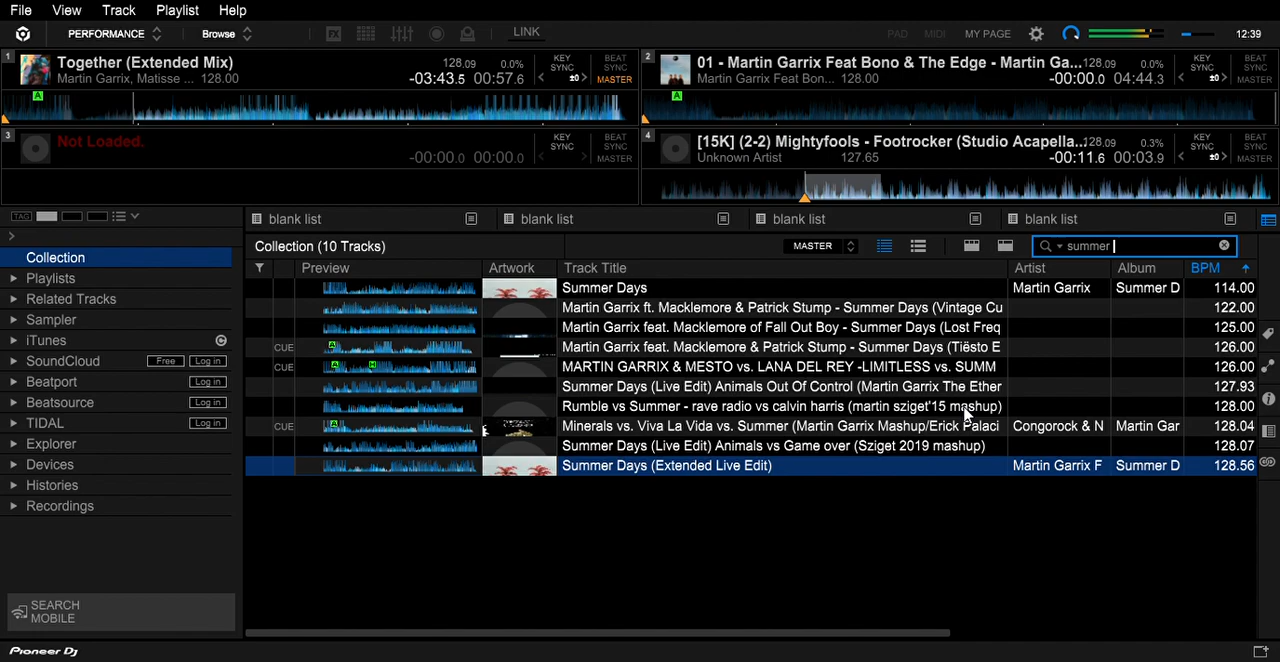 File View Track Playlist Help
PERFORMANCE Browse FX LINK PAD MIDI MY PAGE 12:39
1 Together (Extended Mix) 128.09 0.0% KEY SYNC BEAT SYNC
Martin Garrix, Matisse ... 128.00 -03:43.5 00:57.6 ±0 MASTER
A
2 01 - Martin Garrix Feat Bono & The Edge - Martin Ga... 128.09 0.0% KEY SYNC BEAT SYNC
Martin Garrix Feat Bon... 128.00 -00:00.0 04:44.3 ±0 MASTER
A
3 Not Loaded. KEY SYNC BEAT SYNC
-00:00.0 00:00.0 MASTER
4 [15K] (2-2) Mightyfools - Footrocker (Studio Acapella... 128.09 0.3% KEY SYNC BEAT SYNC
Unknown Artist 127.65 -00:11.6 00:03.9 ±0 MASTER
TAG
blank list blank list blank list blank list
Collection
Playlists
Related Tracks
Sampler
iTunes
SoundCloud Free Log in
Beatport Log in
Beatsource Log in
TIDAL Log in
Explorer
Devices
Histories
Recordings
SEARCH
MOBILE
Collection (10 Tracks) MASTER summer
Preview Artwork Track Title Artist Album BPM
Summer Days Martin Garrix Summer D 114.00
Martin Garrix ft. Macklemore & Patrick Stump - Summer Days (Vintage Cu 122.00
Martin Garrix feat. Macklemore of Fall Out Boy - Summer Days (Lost Freq 125.00
CUE A Martin Garrix feat. Macklemore & Patrick Stump - Summer Days (Tiësto E 126.00
CUE A H MARTIN GARRIX & MESTO vs. LANA DEL REY -LIMITLESS vs. SUMM 126.00
Summer Days (Live Edit) Animals Out Of Control (Martin Garrix The Ether 127.93
Rumble vs Summer - rave radio vs calvin harris (martin sziget'15 mashup) 128.00
CUE A Minerals vs. Viva La Vida vs. Summer (Martin Garrix Mashup/Erick Palaci Congorock & N Martin Gar 128.04
Summer Days (Live Edit) Animals vs Game over (Sziget 2019 mashup) 128.07
Summer Days (Extended Live Edit) Martin Garrix F Summer D 128.56
Pioneer Dj